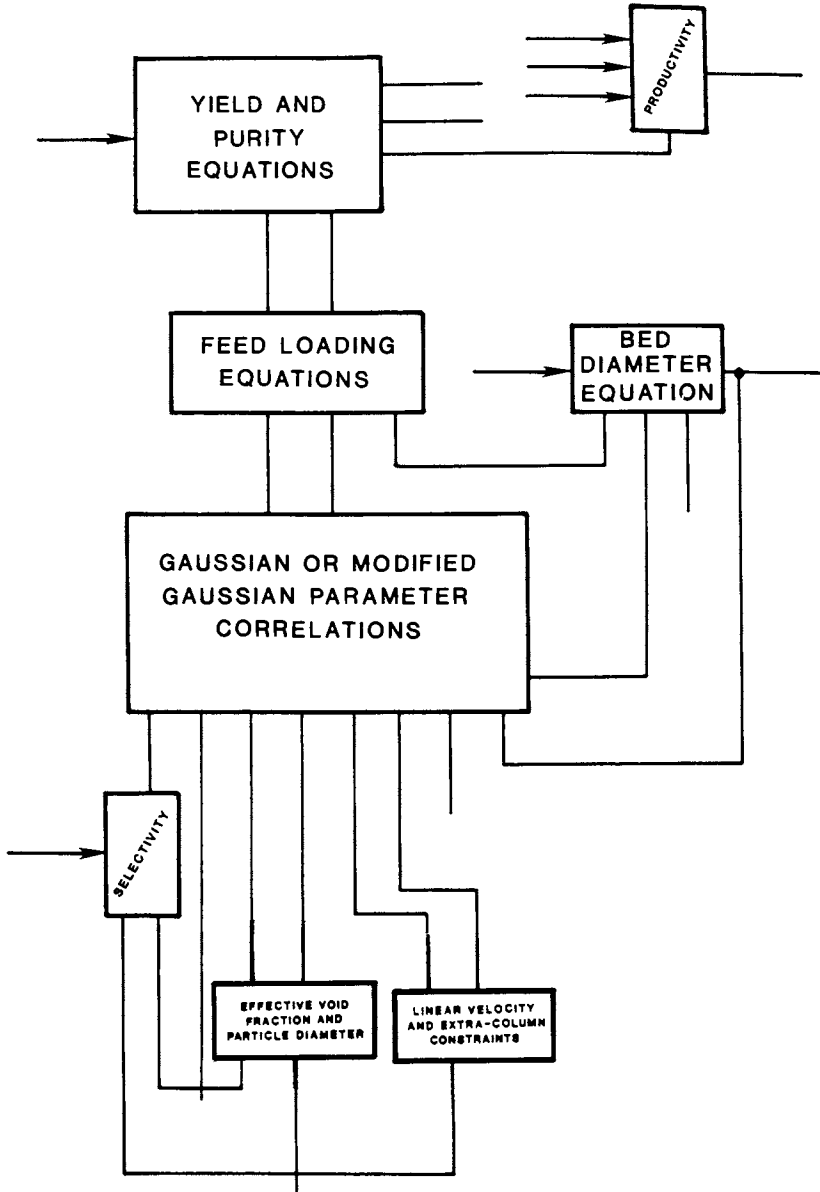 PRODUCTIVITY
YIELD AND
PURITY
EQUATIONS
FEED LOADING
EQUATIONS
BED
DIAMETER
EQUATION
GAUSSIAN OR MODIFIED
GAUSSIAN PARAMETER
CORRELATIONS
SELECTIVITY
EFFECTIVE VOID
FRACTION AND
PARTICLE DIAMETER
LINEAR VELOCITY
AND EXTRA-COLUMN
CONSTRAINTS